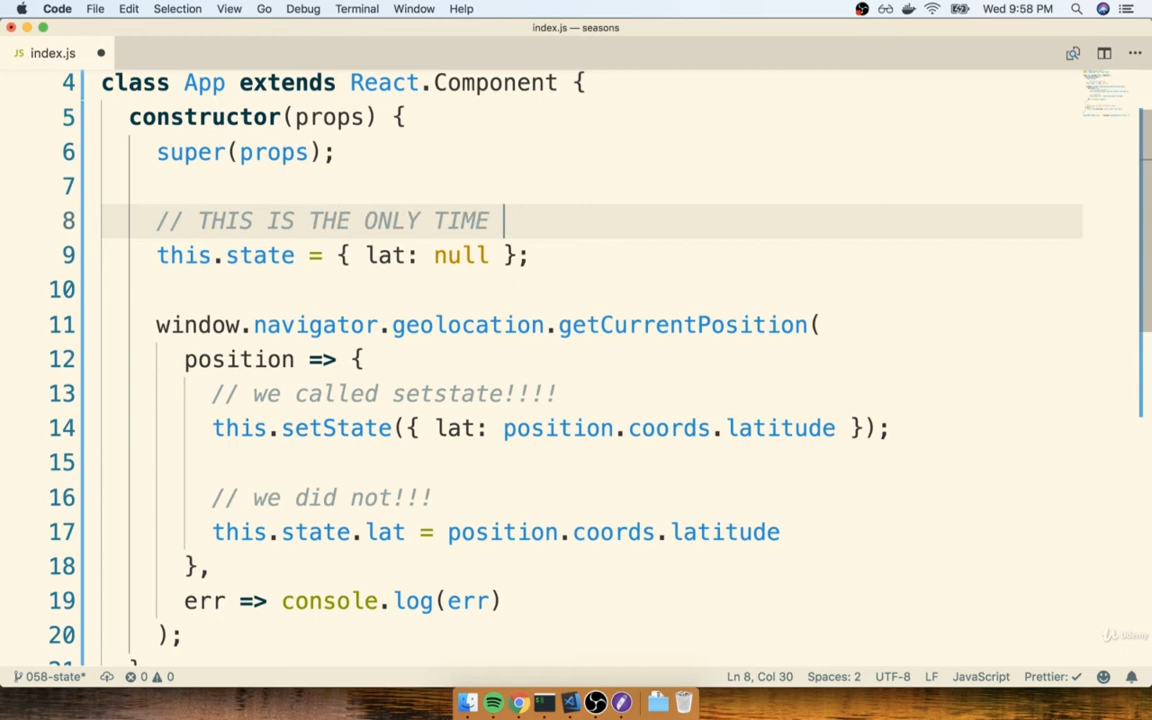 Code File Edit Selection View Go Debug Terminal Window Help Wed 9:58 PM
index.js — seasons
JS index.js
4 class App extends React.Component {
5 constructor(props) {
6 super(props);
7
8 // THIS IS THE ONLY TIME
9 this.state = { lat: null };
10
11 window.navigator.geolocation.getCurrentPosition(
12 position => {
13 // we called setstate!!!!
14 this.setState({ lat: position.coords.latitude });
15
16 // we did not!!!
17 this.state.lat = position.coords.latitude
18 },
19 err => console.log(err)
20 );
21 }
Udemy
058-state* 0 0 Ln 8, Col 30 Spaces: 2 UTF-8 LF JavaScript Prettier: ✓